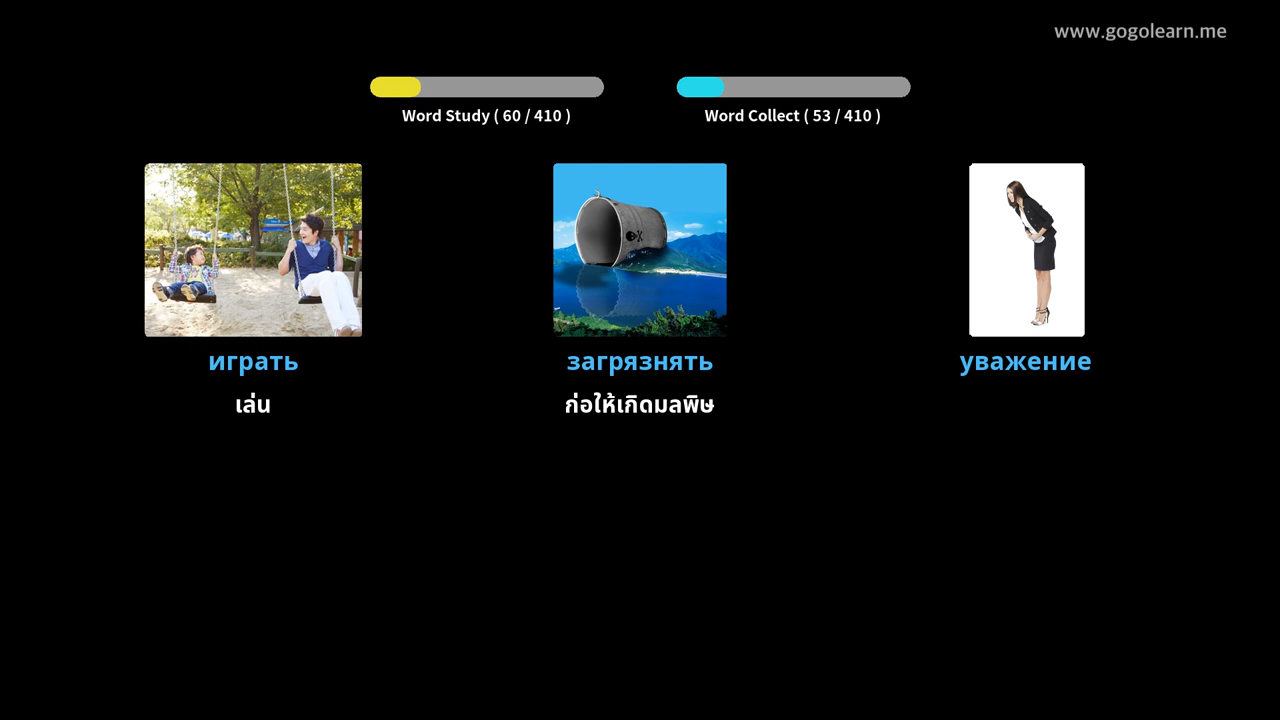 www.gogolearn.me
Word Study ( 60 / 410 )
Word Collect ( 53 / 410 )
играть
загрязнять
уважение
เล่น
ก่อให้เกิดมลพิษ